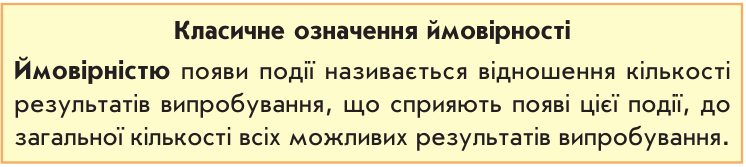 Класичне означення ймовірності
Ймовірністю появи події називається відношення кількості
результатів випробування, що сприяють появі цієї події, до
загальної кількості всіх можливих результатів випробування.